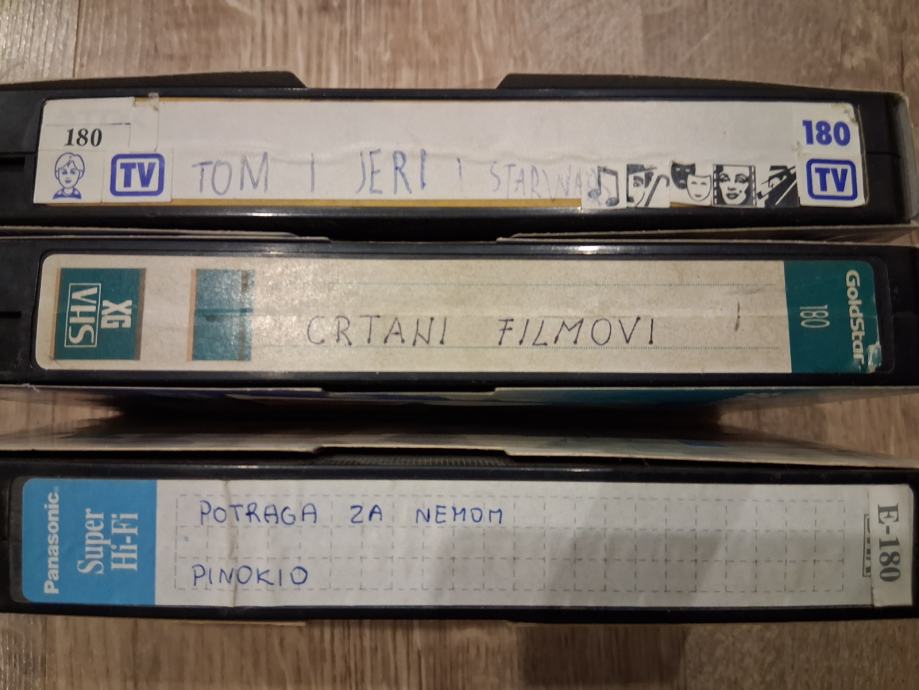 180
180
TV
TOM I JERI I STARWARS
TV
XG
VHS
CRTANI FILMOVI
180
GoldStar
Panasonic
Super
Hi-Fi
POTRAGA ZA NEMOM
PINOKIO
E-180